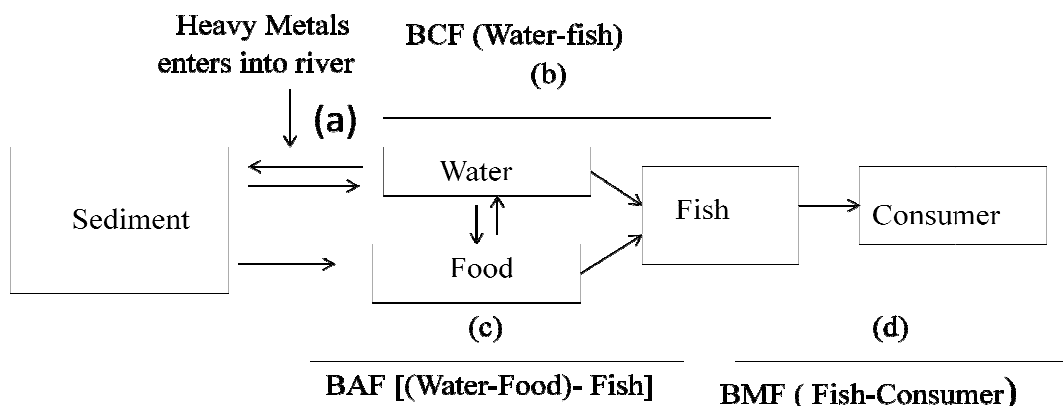 Heavy Metals
enters into river
BCF (Water-fish)
(b)
(a)
Water
Sediment
Fish
Consumer
Food
(c)
(d)
BAF [(Water-Food)- Fish]
BMF ( Fish-Consumer)